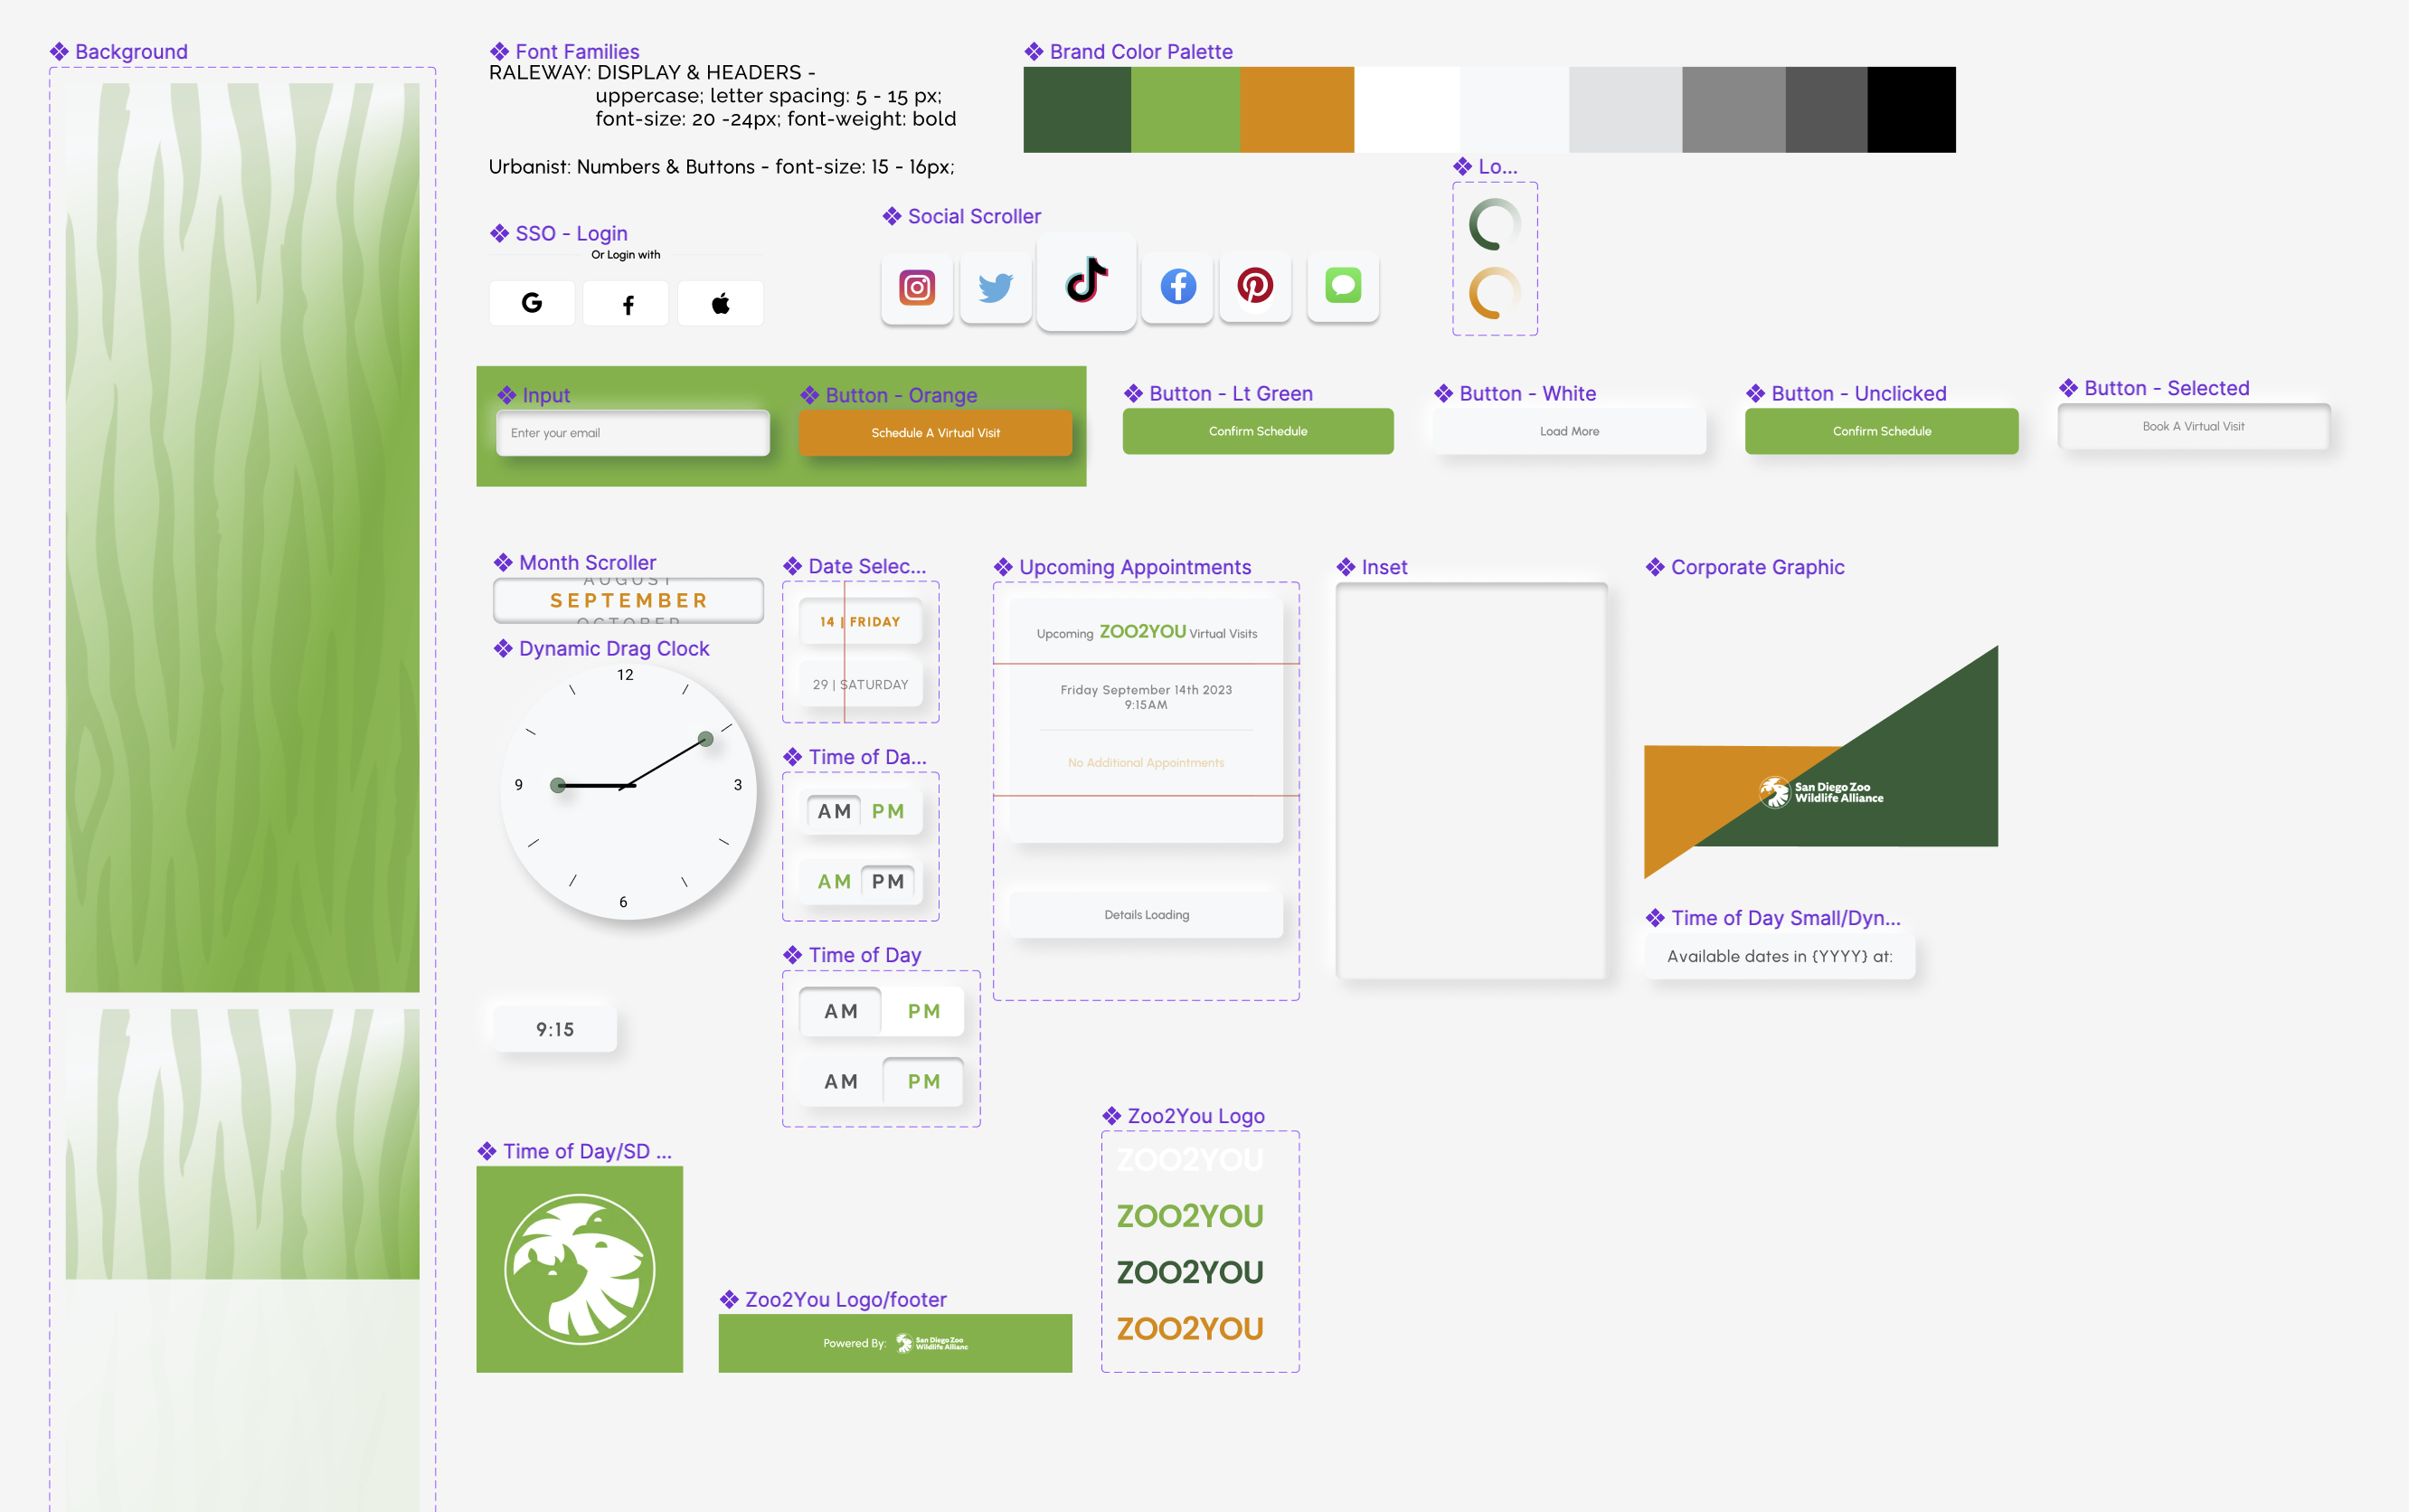 Background
Font Families
RALEWAY: DISPLAY & HEADERS -
uppercase; letter spacing: 5 - 15 px;
font-size: 20 -24px; font-weight: bold
Urbanist: Numbers & Buttons - font-size: 15 - 16px;
Brand Color Palette
Lo...
SSO - Login
Or Login with
Social Scroller
Input
Enter your email
Button - Orange
Schedule A Virtual Visit
Button - Lt Green
Confirm Schedule
Button - White
Load More
Button - Unclicked
Confirm Schedule
Button - Selected
Book A Virtual Visit
Month Scroller
AUGUST
SEPTEMBER
OCTOBER
Dynamic Drag Clock
12
3
6
9
9:15
Date Selec...
14 | FRIDAY
29 | SATURDAY
Time of Da...
AM PM
AM PM
Time of Day
AM PM
AM PM
Upcoming Appointments
Upcoming ZOO2YOU Virtual Visits
Friday September 14th 2023
9:15AM
No Additional Appointments
Details Loading
Inset
Corporate Graphic
San Diego Zoo
Wildlife Alliance
Time of Day Small/Dyn...
Available dates in {YYYY} at:
Time of Day/SD ...
Zoo2You Logo/footer
Powered By:
San Diego Zoo
Wildlife Allianc
Zoo2You Logo
ZOO2YOU
ZOO2YOU
ZOO2YOU
ZOO2YOU